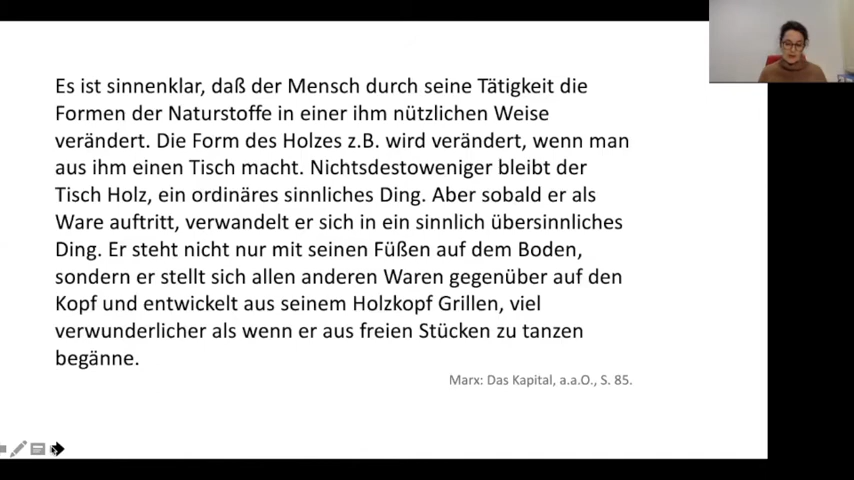 Es ist sinnenklar, daß der Mensch durch seine Tätigkeit die
Formen der Naturstoffe in einer ihm nützlichen Weise
verändert. Die Form des Holzes z.B. wird verändert, wenn man
aus ihm einen Tisch macht. Nichtsdestoweniger bleibt der
Tisch Holz, ein ordinäres sinnliches Ding. Aber sobald er als
Ware auftritt, verwandelt er sich in ein sinnlich übersinnliches
Ding. Er steht nicht nur mit seinen Füßen auf dem Boden,
sondern er stellt sich allen anderen Waren gegenüber auf den
Kopf und entwickelt aus seinem Holzkopf Grillen, viel
verwunderlicher als wenn er aus freien Stücken zu tanzen
begänne.
Marx: Das Kapital, a.a.O., S. 85.